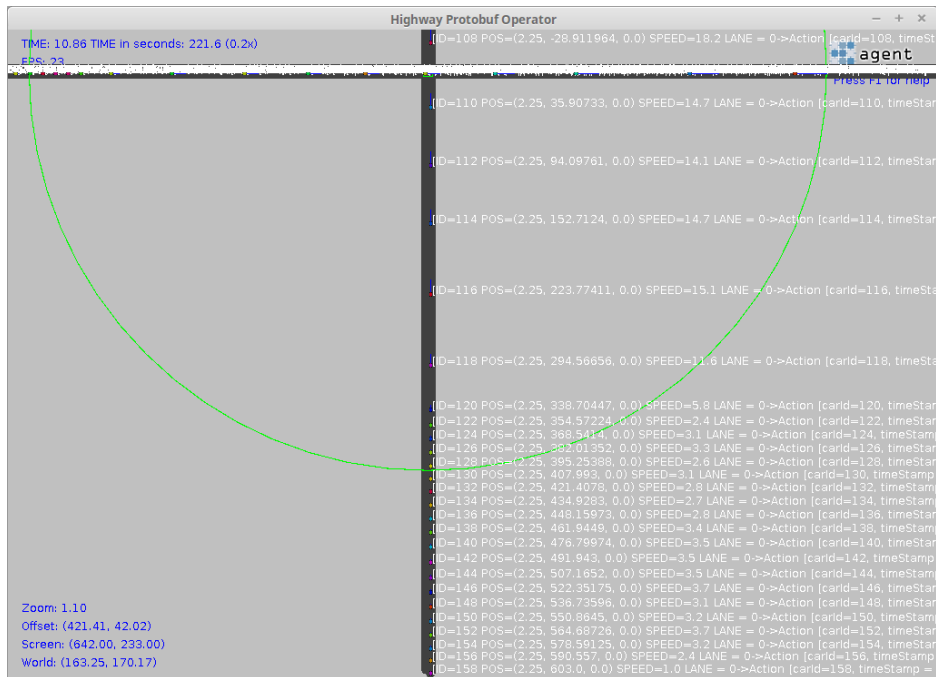 Highway Protobuf Operator
TIME: 10.86 TIME in seconds: 221.6 (0.2x)
FPS: 23
agent
Press F1 for help
[ID=108 POS=(2.25, -28.911964, 0.0) SPEED=18.2 LANE = 0->Action [carId=108, timeSt
[ID=110 POS=(2.25, 35.90733, 0.0) SPEED=14.7 LANE = 0->Action [carId=110, timeStar
[ID=112 POS=(2.25, 94.09761, 0.0) SPEED=14.1 LANE = 0->Action [carId=112, timeStar
[ID=114 POS=(2.25, 152.7124, 0.0) SPEED=14.7 LANE = 0->Action [carId=114, timeStar
[ID=116 POS=(2.25, 223.77411, 0.0) SPEED=15.1 LANE = 0->Action [carId=116, timeSta
[ID=118 POS=(2.25, 294.56656, 0.0) SPEED=11.6 LANE = 0->Action [carId=118, timeSta
[ID=120 POS=(2.25, 338.70447, 0.0) SPEED=5.8 LANE = 0->Action [carId=120, timeStar
[ID=122 POS=(2.25, 354.57224, 0.0) SPEED=2.4 LANE = 0->Action [carId=122, timeStar
[ID=124 POS=(2.25, 368.5414, 0.0) SPEED=3.1 LANE = 0->Action [carId=124, timeStar
[ID=126 POS=(2.25, 382.01352, 0.0) SPEED=3.3 LANE = 0->Action [carId=126, timeStar
[ID=128 POS=(2.25, 395.25388, 0.0) SPEED=2.6 LANE = 0->Action [carId=128, timeStar
[ID=130 POS=(2.25, 407.993, 0.0) SPEED=3.1 LANE = 0->Action [carId=130, timeStamp
[ID=132 POS=(2.25, 421.4078, 0.0) SPEED=2.8 LANE = 0->Action [carId=132, timeStar
[ID=134 POS=(2.25, 434.9283, 0.0) SPEED=2.7 LANE = 0->Action [carId=134, timeStar
[ID=136 POS=(2.25, 448.15973, 0.0) SPEED=2.8 LANE = 0->Action [carId=136, timeStar
[ID=138 POS=(2.25, 461.9449, 0.0) SPEED=3.4 LANE = 0->Action [carId=138, timeStar
[ID=140 POS=(2.25, 476.79974, 0.0) SPEED=3.5 LANE = 0->Action [carId=140, timeStar
[ID=142 POS=(2.25, 491.943, 0.0) SPEED=3.5 LANE = 0->Action [carId=142, timeStamp
[ID=144 POS=(2.25, 507.1652, 0.0) SPEED=3.5 LANE = 0->Action [carId=144, timeStar
[ID=146 POS=(2.25, 522.35175, 0.0) SPEED=3.7 LANE = 0->Action [carId=146, timeStar
[ID=148 POS=(2.25, 536.73596, 0.0) SPEED=3.1 LANE = 0->Action [carId=148, timeStar
[ID=150 POS=(2.25, 550.8645, 0.0) SPEED=3.2 LANE = 0->Action [carId=150, timeStar
[ID=152 POS=(2.25, 564.68726, 0.0) SPEED=3.7 LANE = 0->Action [carId=152, timeStar
[ID=154 POS=(2.25, 578.59125, 0.0) SPEED=3.2 LANE = 0->Action [carId=154, timeStar
[ID=156 POS=(2.25, 590.557, 0.0) SPEED=2.4 LANE = 0->Action [carId=156, timeStamp
[ID=158 POS=(2.25, 603.0, 0.0) SPEED=1.0 LANE = 0->Action [carId=158, timeStamp =
Zoom: 1.10
Offset: (421.41, 42.02)
Screen: (642.00, 233.00)
World: (163.25, 170.17)